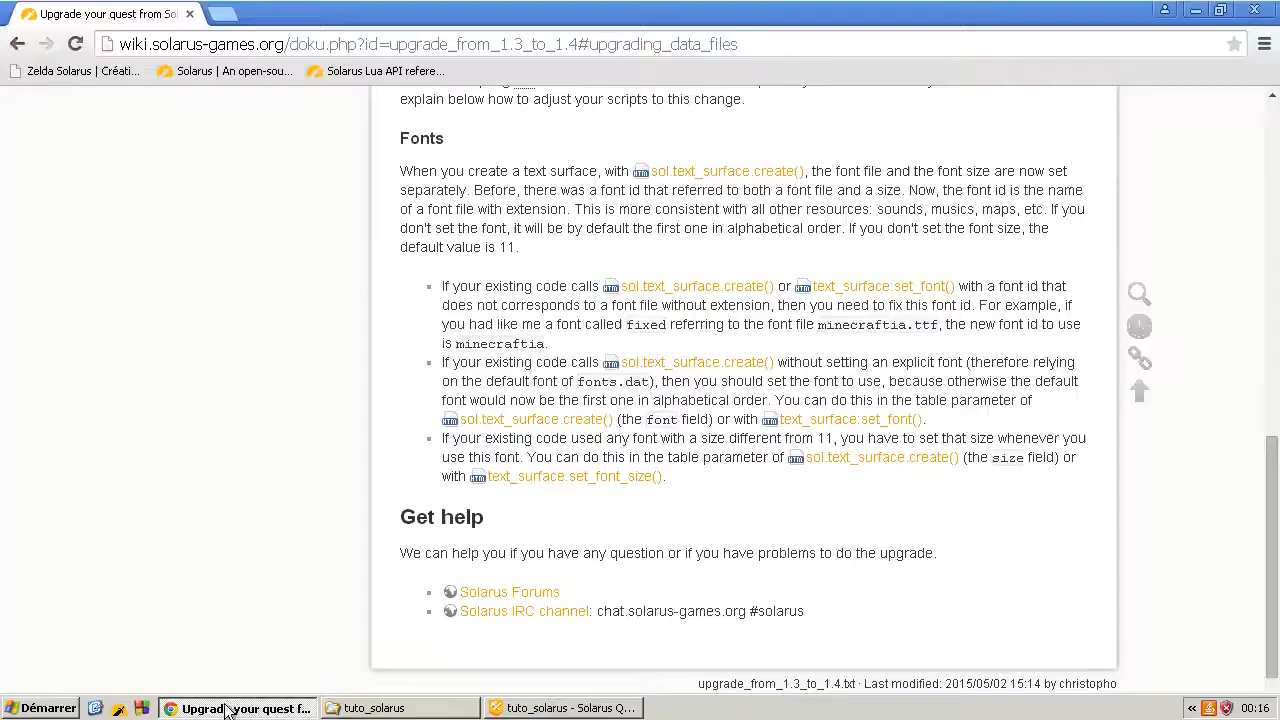 Upgrade your quest from Sol
wiki.solarus-games.org/doku.php?id=upgrade_from_1.3_to_1.4#upgrading_data_files
Zelda Solarus | Créati...
Solarus | An open-sou...
Solarus Lua API refere...
explain below how to adjust your scripts to this change.
Fonts
When you create a text surface, with sol.text_surface.create(), the font file and the font size are now set
separately. Before, there was a font id that referred to both a font file and a size. Now, the font id is the name
of a font file with extension. This is more consistent with all other resources: sounds, musics, maps, etc. If you
don't set the font, it will be by default the first one in alphabetical order. If you don't set the font size, the
default value is 11.
If your existing code calls sol.text_surface.create() or text_surface:set_font() with a font id that
does not corresponds to a font file without extension, then you need to fix this font id. For example, if
you had like me a font called fixed referring to the font file minecraftia.ttf, the new font id to use
is minecraftia.
If your existing code calls sol.text_surface.create() without setting an explicit font (therefore relying
on the default font of fonts.dat), then you should set the font to use, because otherwise the default
font would now be the first one in alphabetical order. You can do this in the table parameter of
sol.text_surface.create() (the font field) or with text_surface:set_font().
If your existing code used any font with a size different from 11, you have to set that size whenever you
use this font. You can do this in the table parameter of sol.text_surface.create() (the size field) or
with text_surface.set_font_size().
Get help
We can help you if you have any question or if you have problems to do the upgrade.
Solarus Forums
Solarus IRC channel: chat.solarus-games.org #solarus
upgrade_from_1.3_to_1.4.txt · Last modified: 2015/05/02 15:14 by christopho
Démarrer
Upgrade your quest f...
tuto_solarus
tuto_solarus - Solarus Q...
00:16